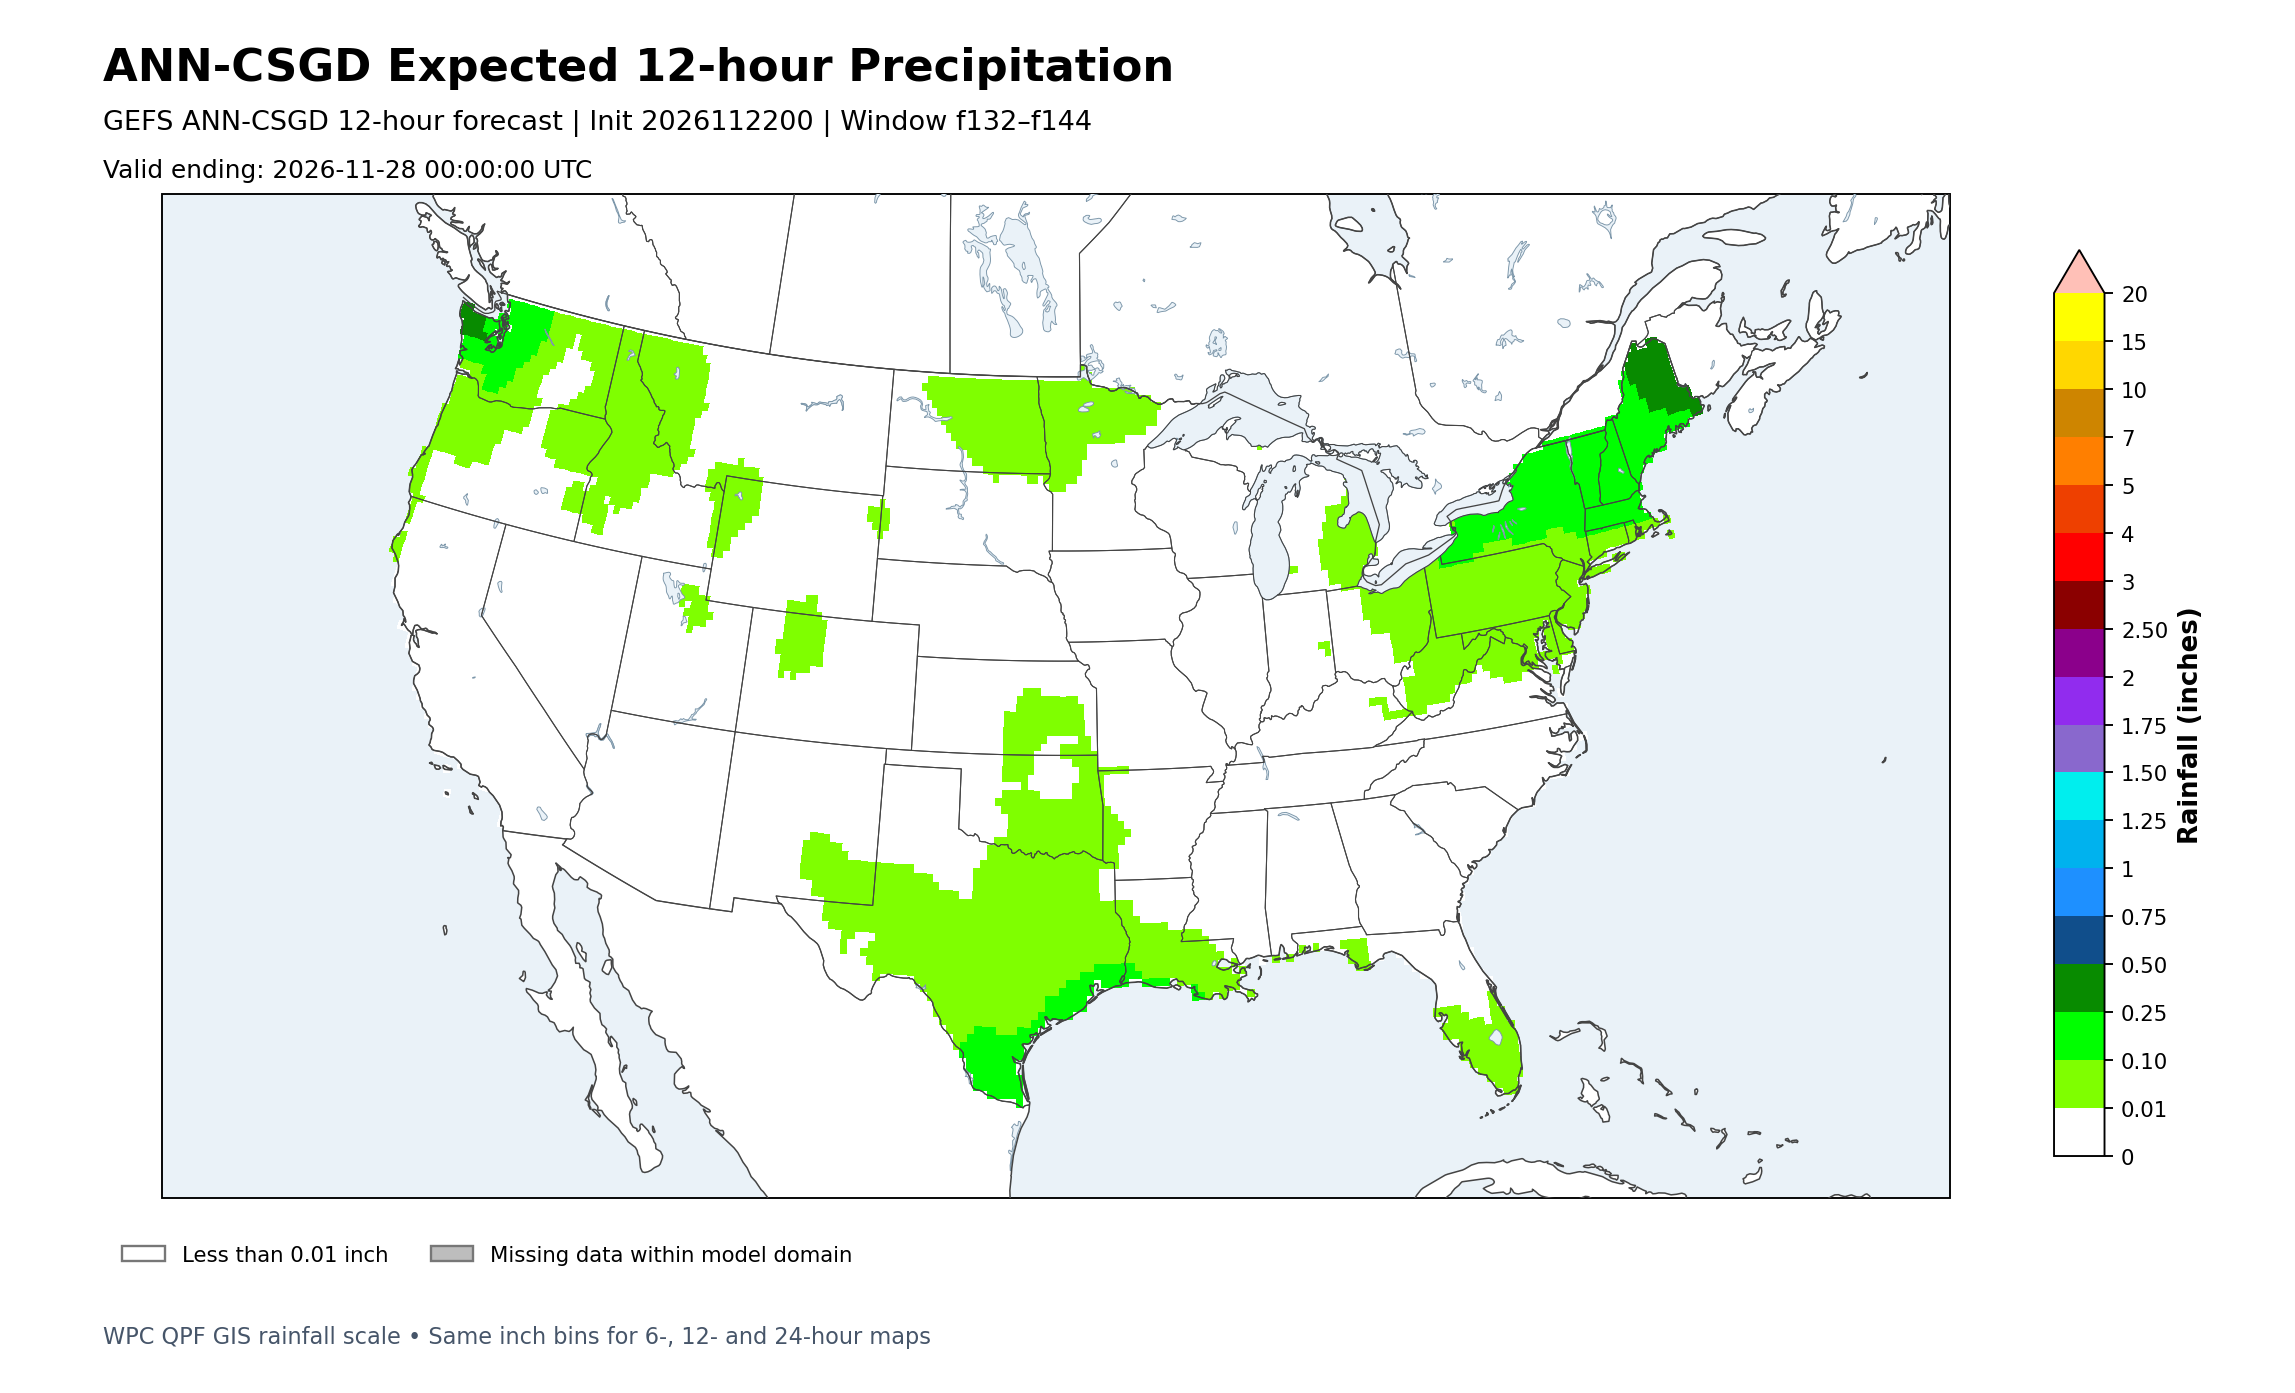 ANN-CSGD Expected 12-hour Precipitation
GEFS ANN-CSGD 12-hour forecast | Init 2026112200 | Window f132–f144
Valid ending: 2026-11-28 00:00:00 UTC
20
15
10
7
5
4
3
2.50
2
1.75
1.50
1.25
1
0.75
0.50
0.25
0.10
0.01
0
Rainfall (inches)
Less than 0.01 inch
Missing data within model domain
WPC QPF GIS rainfall scale • Same inch bins for 6-, 12- and 24-hour maps